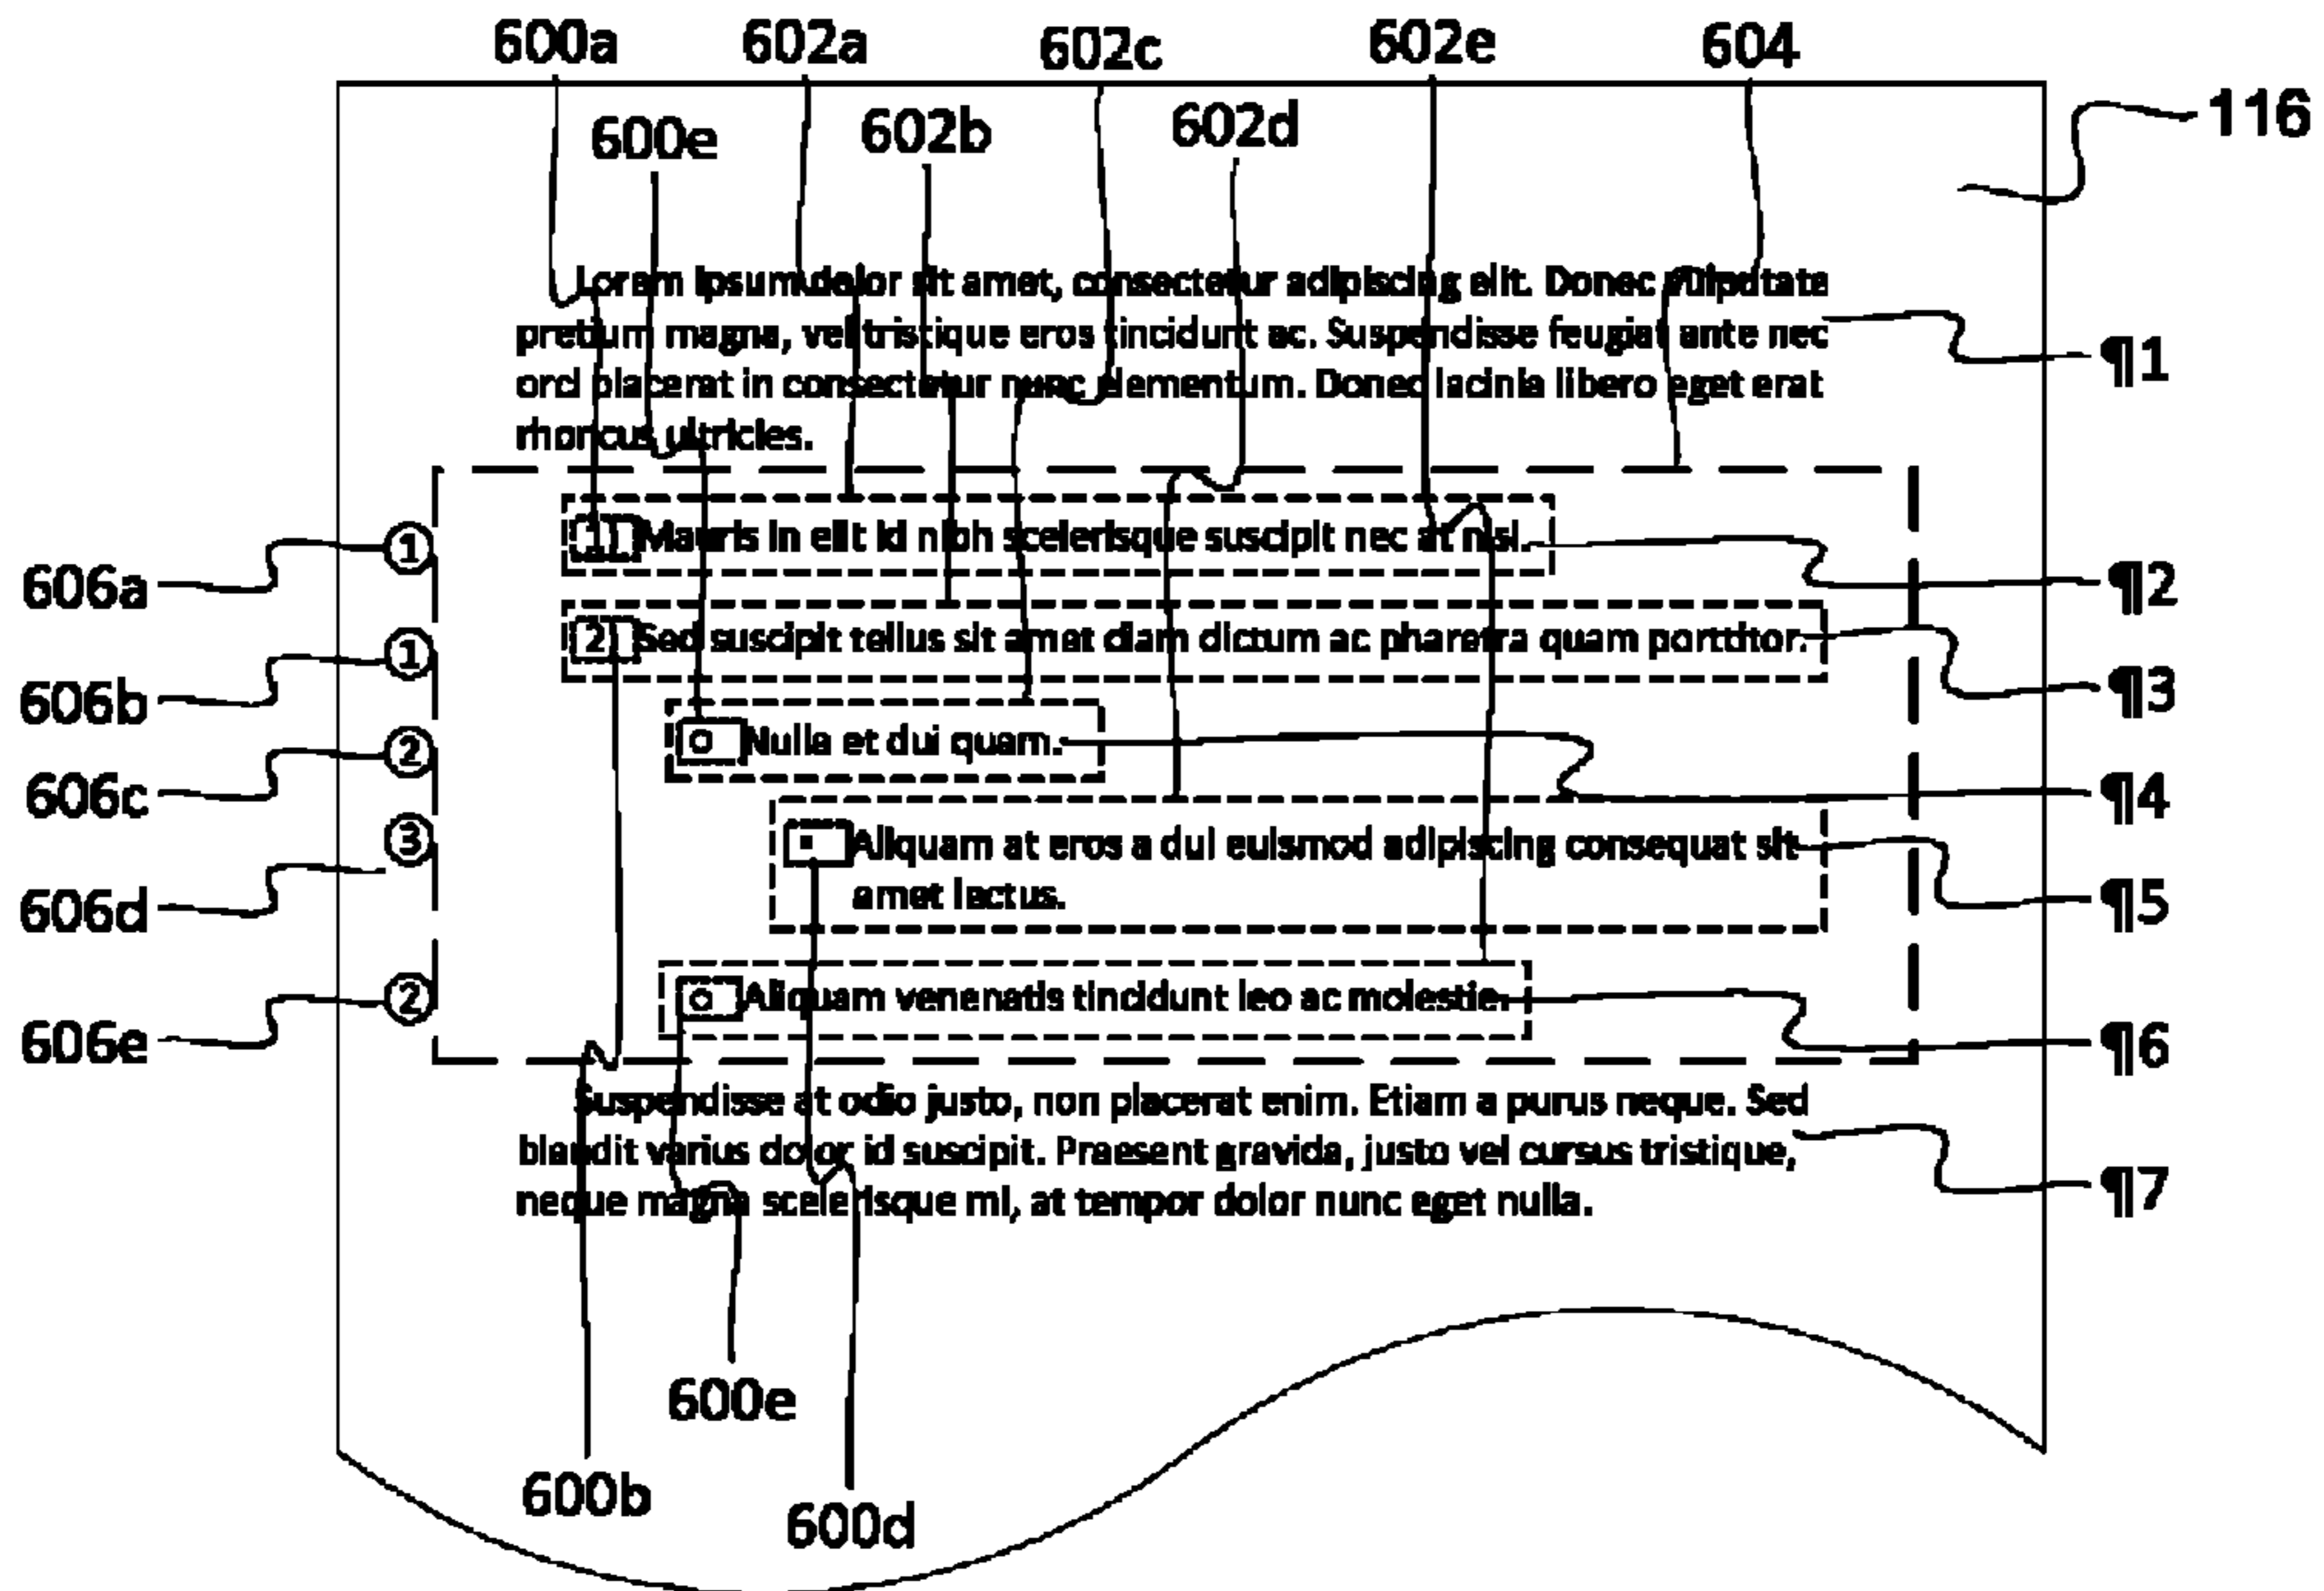 600a 602a 602c 602e 604
600e 602b 602d 116
Lorem ipsum dolor sit amet, consectetur adipiscing elit. Donec vulputate
pretium magna, vel tristique eros tincidunt ac. Suspendisse feugiat ante nec
¶1
orci placerat in consectetur nunc elementum. Donec lacinia libero eget erat
rhoncus ultricies.
① 1) Mauris in elit id nibh scelerisque suscipit nec at nisl.
606a ¶2
① 2) Sed suscipit tellus sit amet diam dictum ac pharetra quam porttitor.
606b ¶3
② o Nulla et dui quam.
606c ¶4
③ ▪ Aliquam at eros a dui euismod adipiscing consequat sit
amet lectus.
606d ¶5
② o Aliquam venenatis tincidunt leo ac molestie.
606e ¶6
Suspendisse at odio justo, non placerat enim. Etiam a purus neque. Sed
blandit varius dolor id suscipit. Praesent gravida, justo vel cursus tristique,
¶7
neque magna scelerisque mi, at tempor dolor nunc eget nulla.
600e
600b 600d